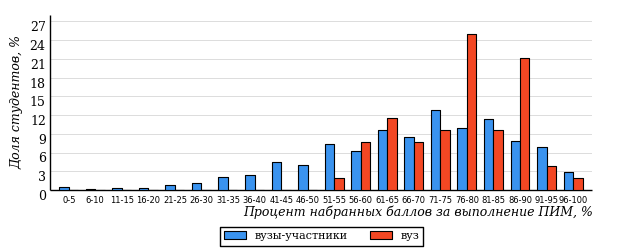 Доля студентов, %
27
24
21
18
15
12
9
6
3
0
0-5 6-10 11-15 16-20 21-25 26-30 31-35 36-40 41-45 46-50 51-55 56-60 61-65 66-70 71-75 76-80 81-85 86-90 91-95 96-100
Процент набранных баллов за выполнение ПИМ, %
вузы-участники вуз